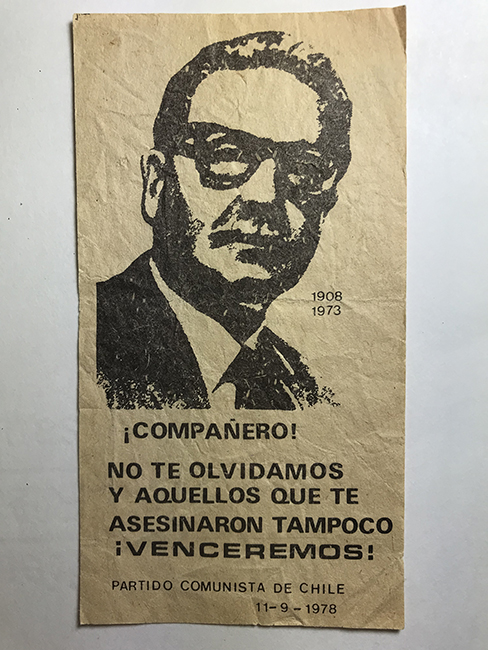 1908
1973
¡COMPAÑERO!
NO TE OLVIDAMOS
Y AQUELLOS QUE TE
ASESINARON TAMPOCO
¡VENCEREMOS!
PARTIDO COMUNISTA DE CHILE
11-9-1978